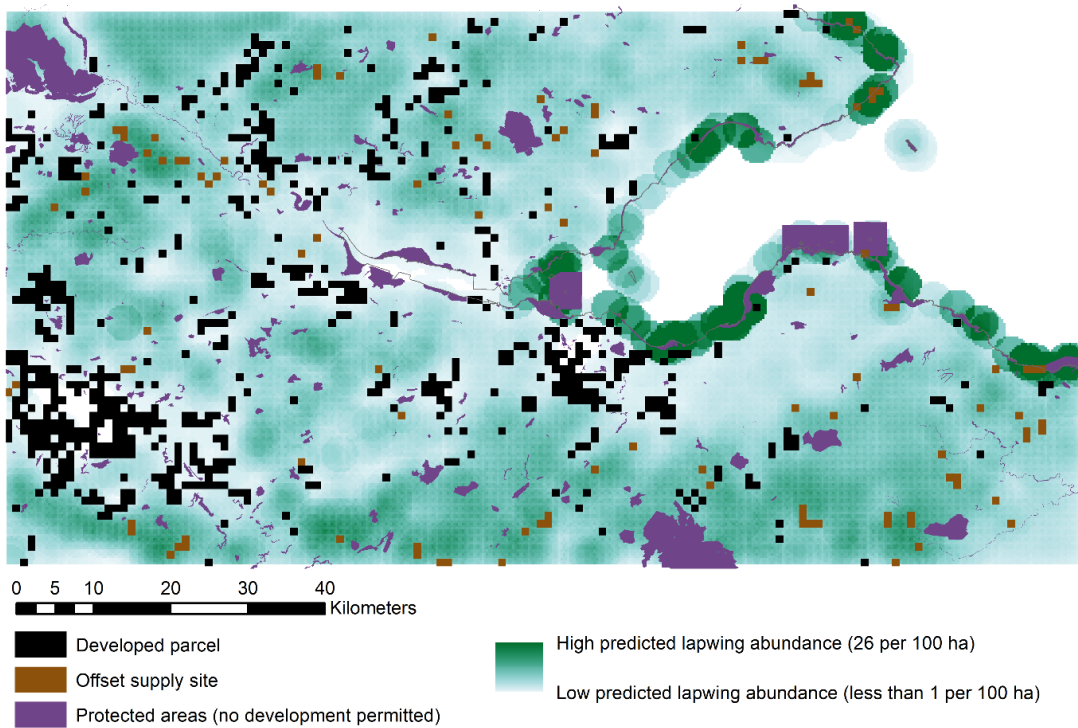 0 5 10 20 30 40
Kilometers
Developed parcel
Offset supply site
Protected areas (no development permitted)
High predicted lapwing abundance (26 per 100 ha)
Low predicted lapwing abundance (less than 1 per 100 ha)